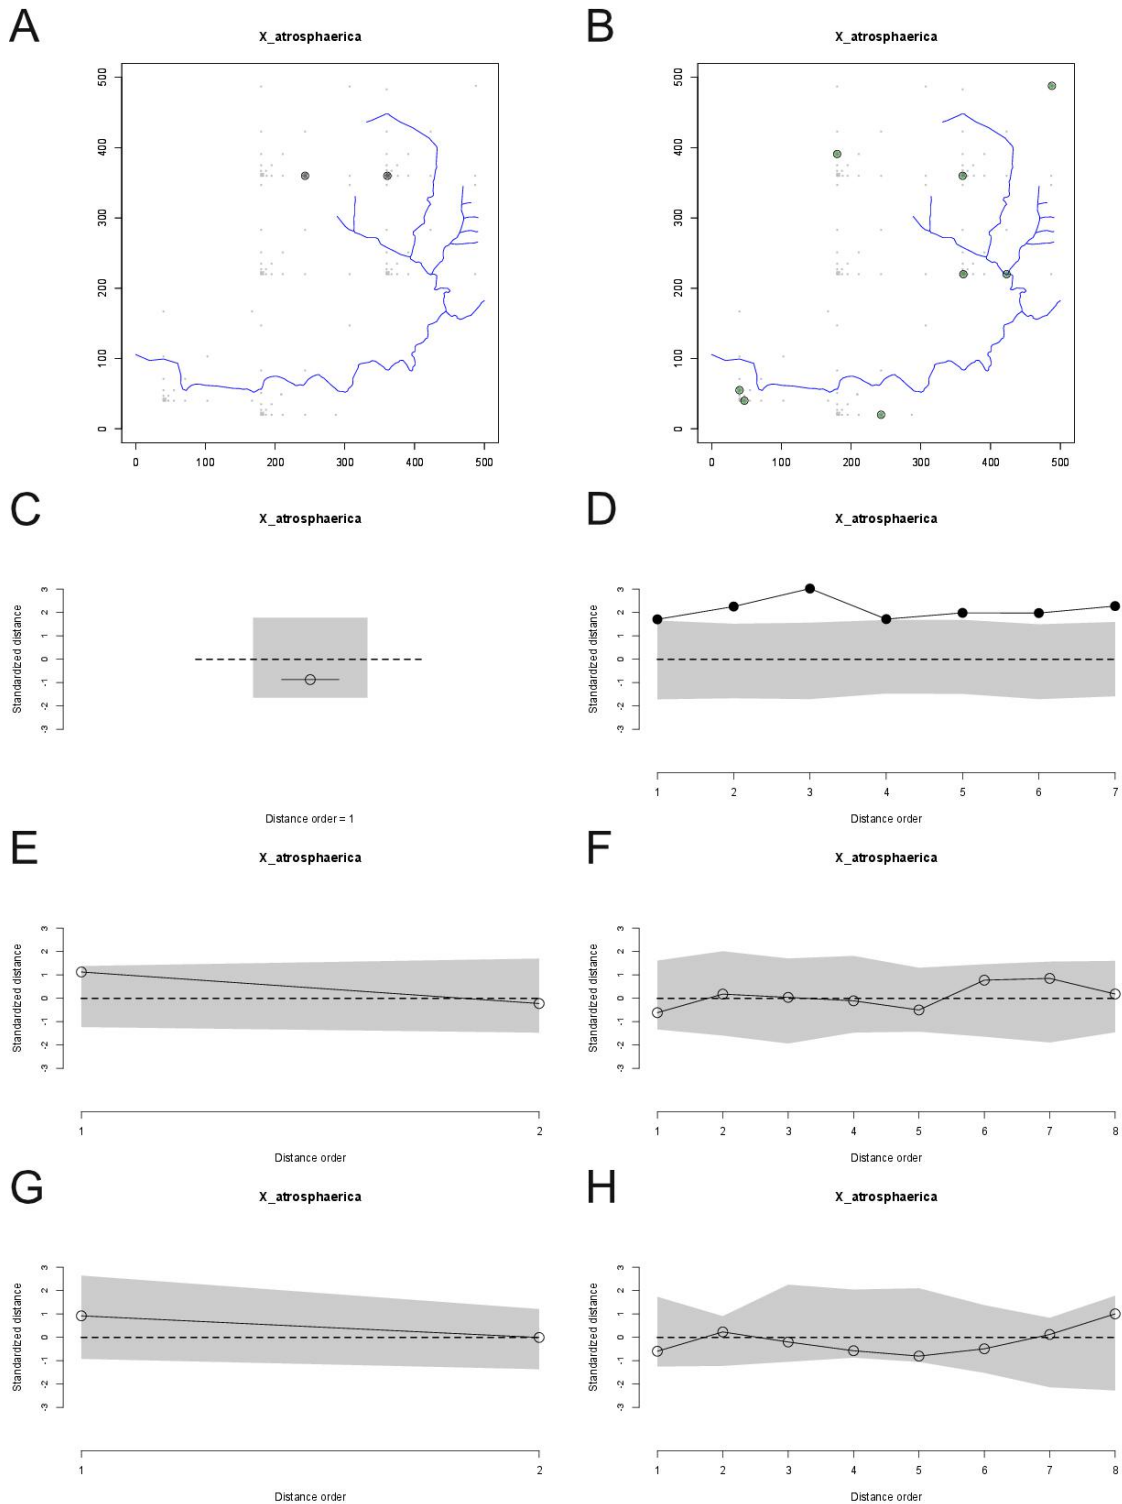 A
X_atrosphaerica
500
400
300
200
100
0
0 100 200 300 400 500
B
X_atrosphaerica
500
400
300
200
100
0
0 100 200 300 400 500
C
X_atrosphaerica
Standardized distance
3
2
1
0
-1
-2
-3
Distance order = 1
D
X_atrosphaerica
Standardized distance
3
2
1
0
-1
-2
-3
1 2 3 4 5 6 7
Distance order
E
X_atrosphaerica
Standardized distance
3
2
1
0
-1
-2
-3
1 2
Distance order
F
X_atrosphaerica
Standardized distance
3
2
1
0
-1
-2
-3
1 2 3 4 5 6 7 8
Distance order
G
X_atrosphaerica
Standardized distance
3
2
1
0
-1
-2
-3
1 2
Distance order
H
X_atrosphaerica
Standardized distance
3
2
1
0
-1
-2
-3
1 2 3 4 5 6 7 8
Distance order